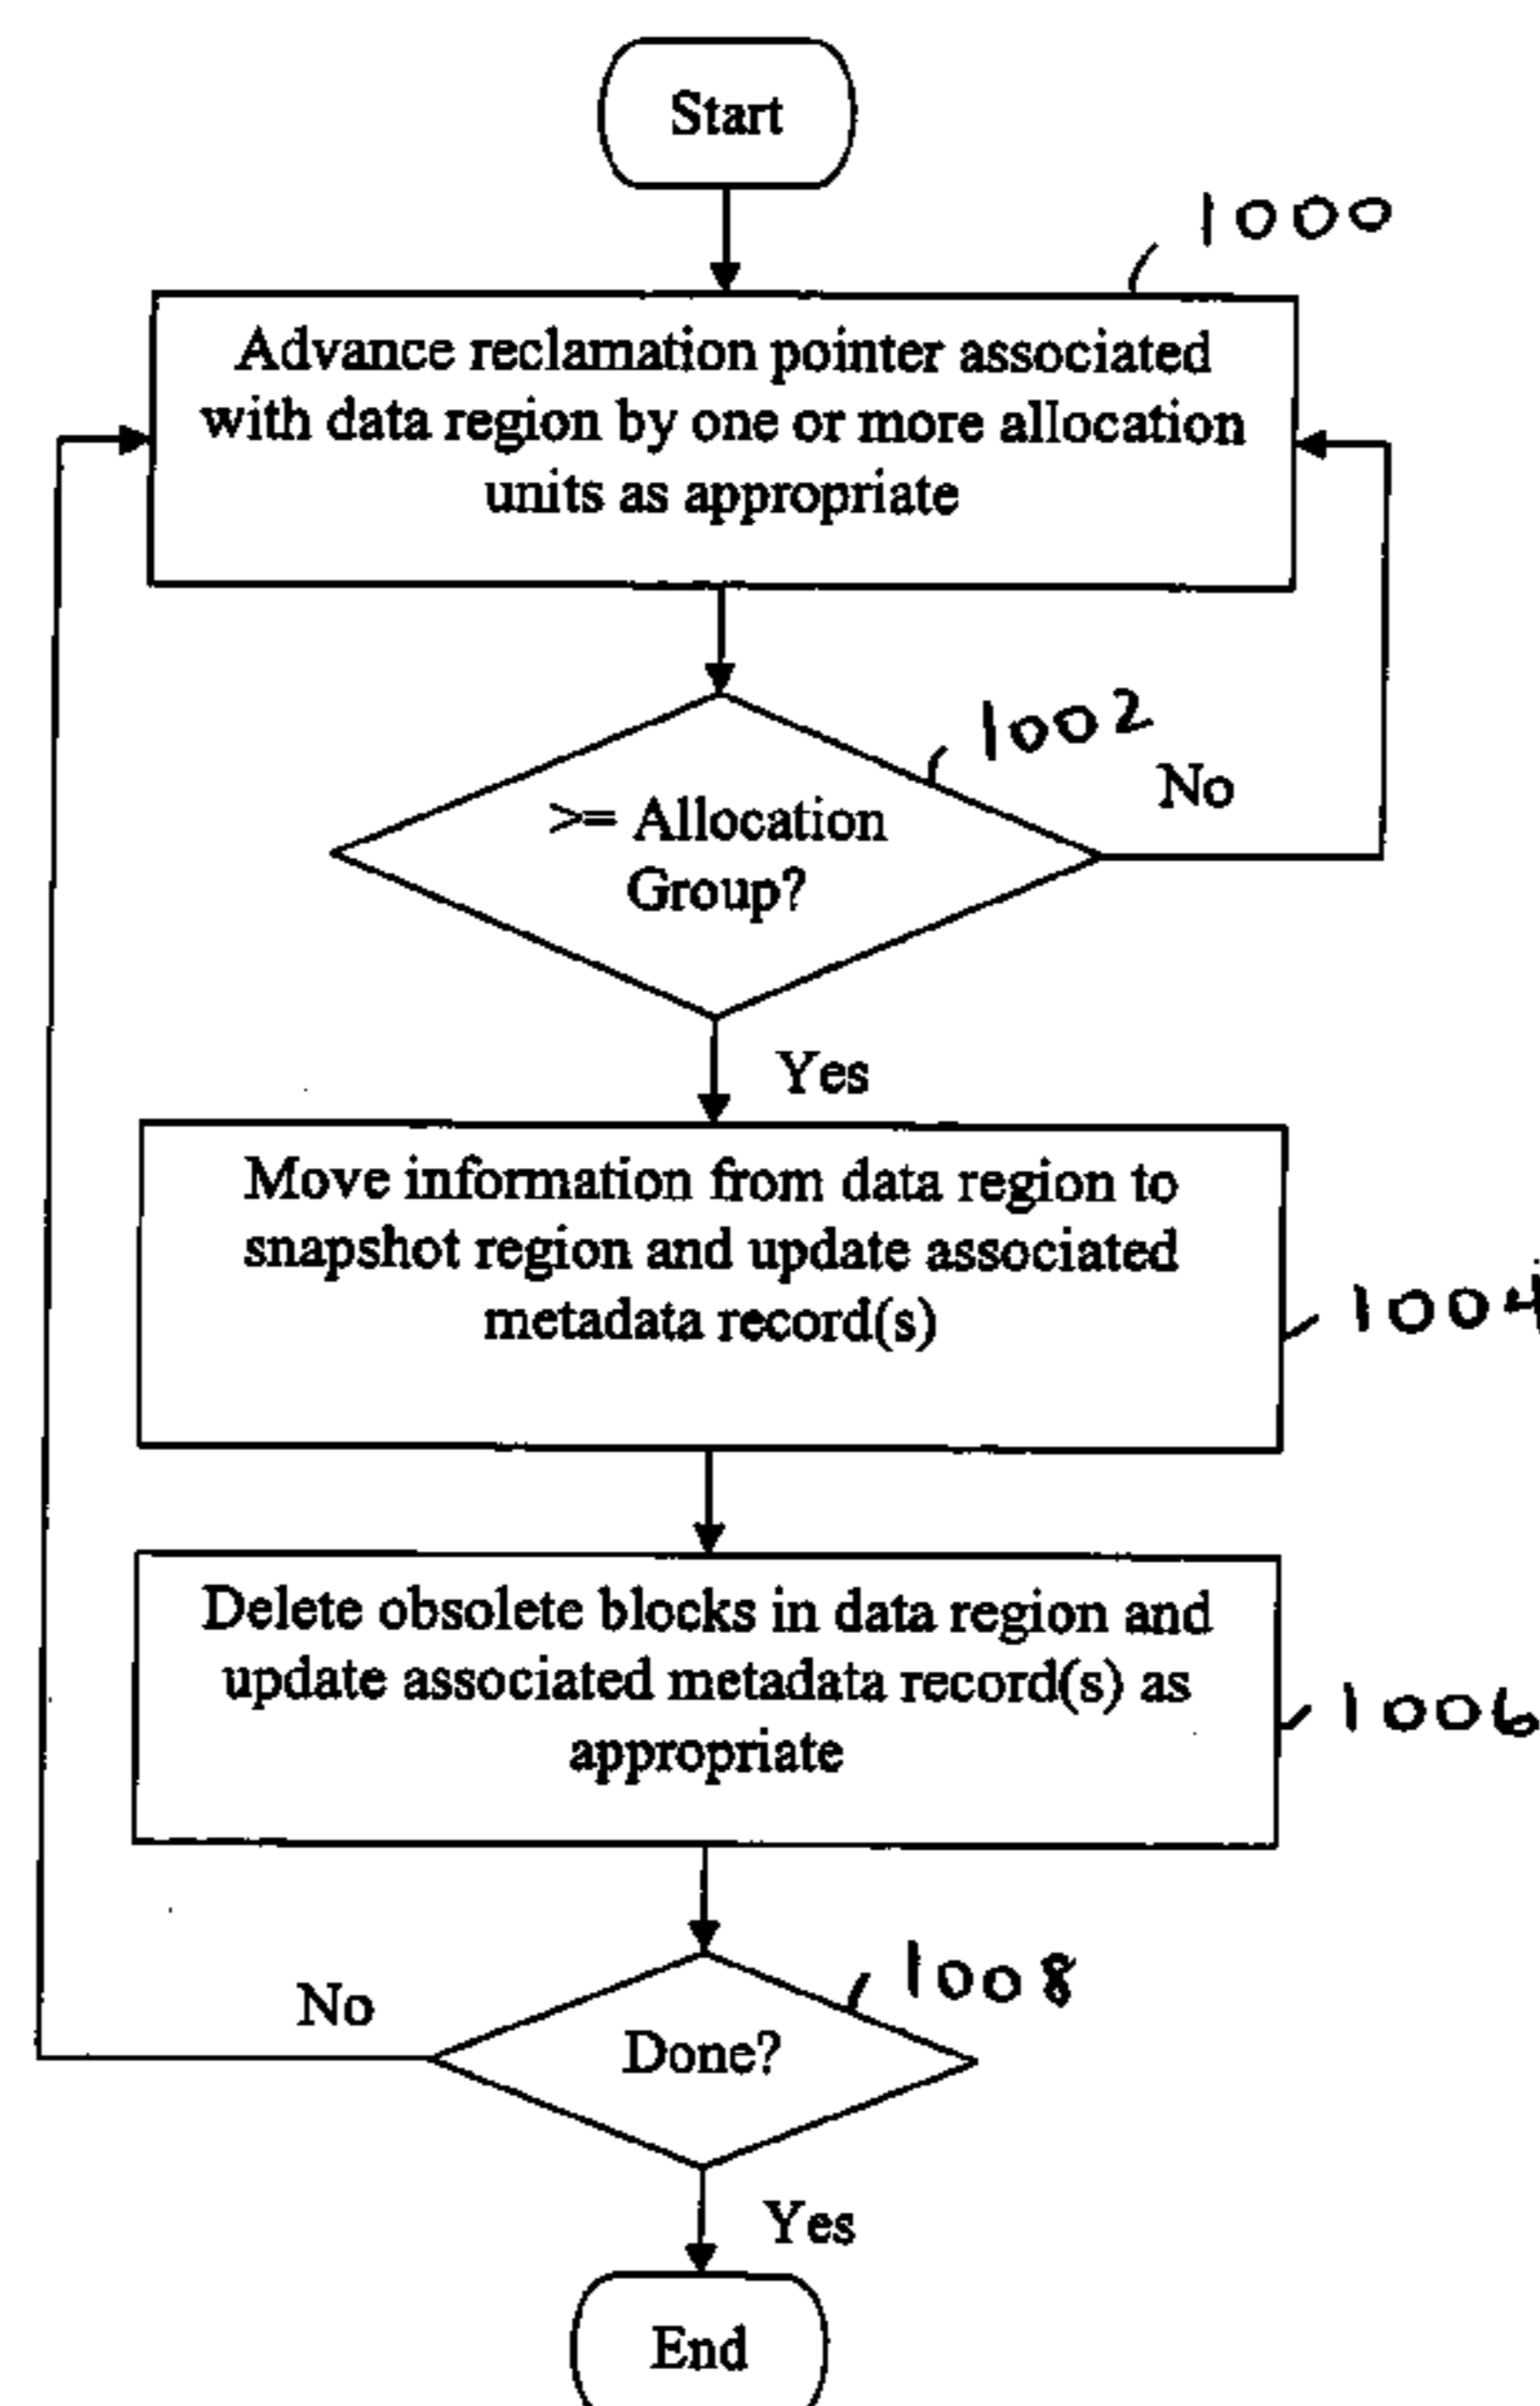 Start
1000
Advance reclamation pointer associated
with data region by one or more allocation
units as appropriate
1002
No
>= Allocation
Group?
Yes
Move information from data region to
snapshot region and update associated
metadata record(s)
1004
Delete obsolete blocks in data region and
update associated metadata record(s) as
appropriate
1006
1008
No
Done?
Yes
End